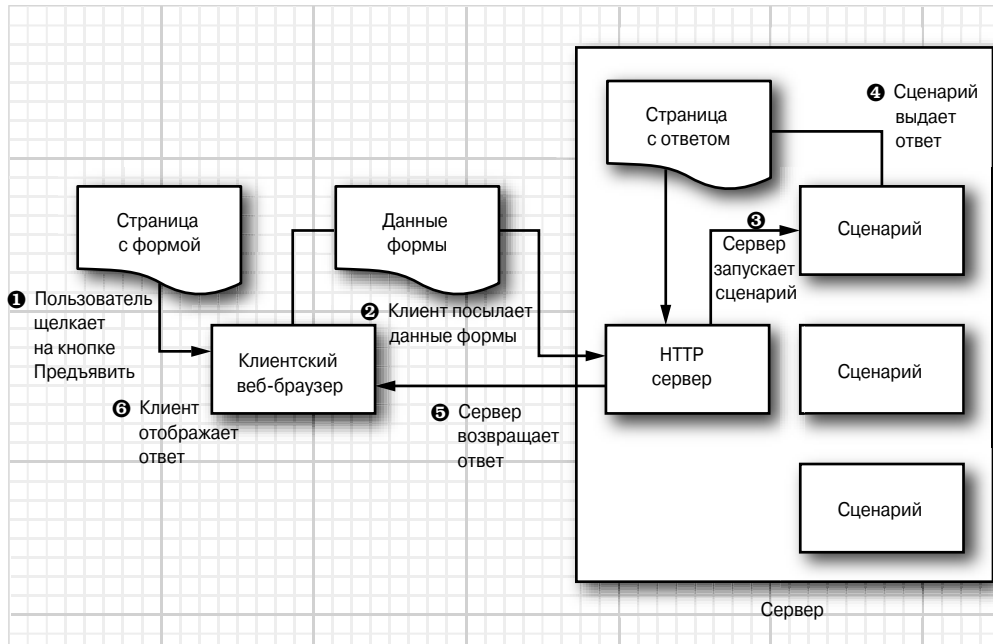 Страница
с формой
❶ Пользователь
щелкает
на кнопке
Предъявить
Клиентский
веб-браузер
Данные
формы
❷ Клиент посылает
данные формы
HTTP
сервер
❸
Сервер
запускает
сценарий
Сценарий
❹ Сценарий
выдает
ответ
Страница
с ответом
❺ Сервер
возвращает
ответ
❻ Клиент
отображает
ответ
Сценарий
Сценарий
Сервер